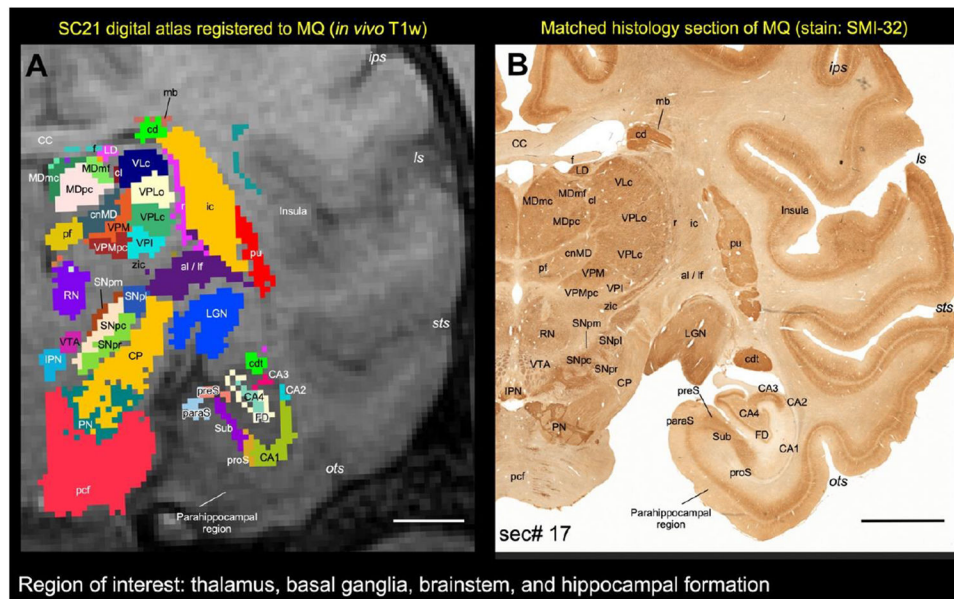 SC21 digital atlas registered to MQ (in vivo T1w)
Matched histology section of MQ (stain: SMI-32)
A
ips
mb
cd
CC
f
LD
ls
MDmc
MDmf
cl
VLc
MDpc
VPLo
r
ic
Insula
cnMD
VPLc
VPM
pf
VPMpc
VPI
pu
zic
al / lf
SNpm
RN
SNpl
SNpc
LGN
sts
VTA
SNpr
IPN
CP
cdt
CA3
preS
CA2
CA4
paraS
FD
PN
Sub
CA1
proS
ots
pcf
Parahippocampal
region
B
ips
mb
cd
CC
f
ls
LD
VLc
MDmf
MDmc
cl
Insula
MDpc
VPLo
r
ic
pu
cnMD
VPLc
pf
VPM
al / lf
VPMpc
VPI
zic
sts
SNpm
RN
SNpl
LGN
VTA
SNpc
SNpr
cdt
IPN
CP
preS
CA3
CA2
CA4
paraS
PN
Sub
FD
CA1
proS
pcf
ots
Parahippocampal
region
sec# 17
Region of interest: thalamus, basal ganglia, brainstem, and hippocampal formation